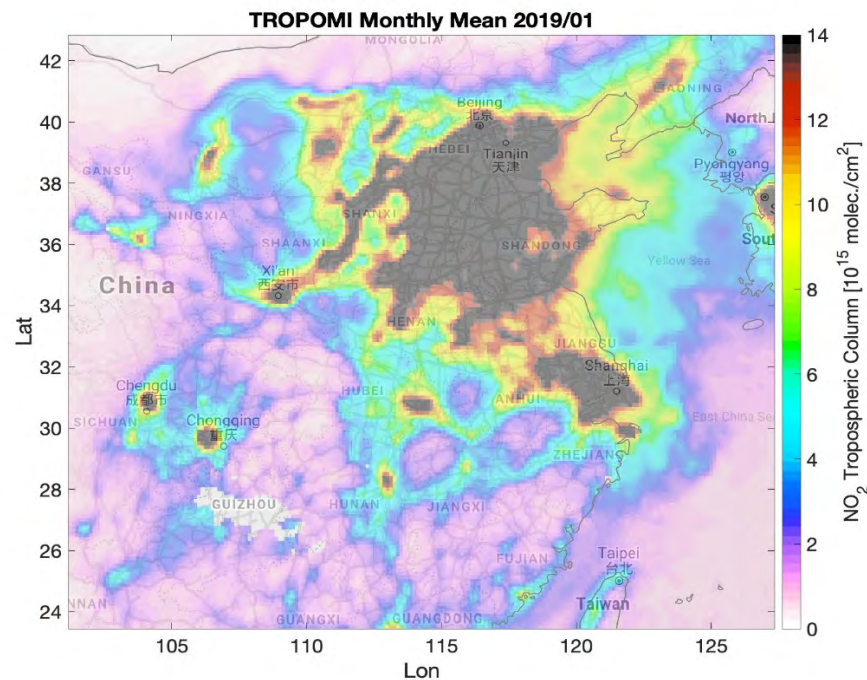 TROPOMI Monthly Mean 2019/01
MONGOLIA
LIAONING
Beijing
北京
North
HEBEI
Tianjin
天津
Pyongyang
평양
GANSU
NINGXIA
SHANXI
SHAANXI
SHANDONG
South
Yellow Sea
Xi'an
西安市
China
HENAN
JIANGSU
Shanghai
上海
Chengdu
成都市
HUBEI
ANHUI
SICHUAN
Chongqing
重庆
East China Sea
ZHEJIANG
GUIZHOU
HUNAN
JIANGXI
FUJIAN
Taipei
台北
Taiwan
NNAN
GUANGXI
GUANGDONG
42
40
38
36
34
32
30
28
26
24
Lat
105
110
115
120
125
Lon
14
12
10
8
6
4
2
0
NO2 Tropospheric Column [10^15 molec./cm^2]